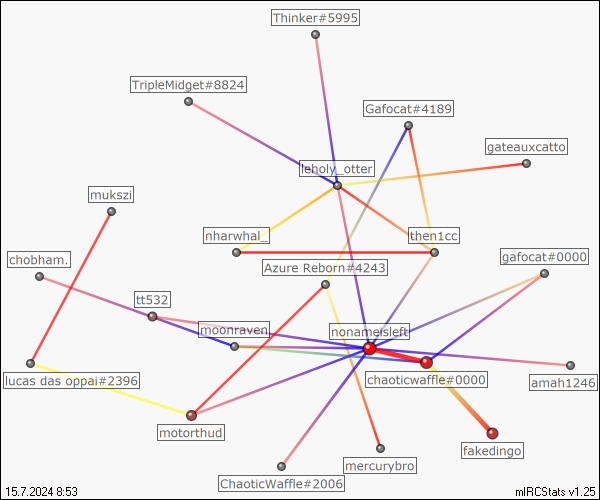 Thinker#5995
TripleMidget#8824
Gafocat#4189
gateauxcatto
leholy_otter
mukszi
nharwhal_
then1cc
chobham.
Azure Reborn#4243
gafocat#0000
tt532
moonraven_
nonamesleft
lucas das oppai#2396
chaoticwaffle#0000
amah1246
motorthud
fakedingo
ChaoticWaffle#2006
mercurybro
15.7.2024 8:53
mIRCStats v1.25